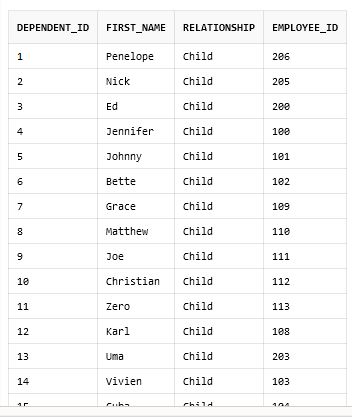 DEPENDENT_ID FIRST_NAME RELATIONSHIP EMPLOYEE_ID
1 Penelope Child 206
2 Nick Child 205
3 Ed Child 200
4 Jennifer Child 100
5 Johnny Child 101
6 Bette Child 102
7 Grace Child 109
8 Matthew Child 110
9 Joe Child 111
10 Christian Child 112
11 Zero Child 113
12 Karl Child 108
13 Uma Child 203
14 Vivien Child 103
15 Cuba Child 104